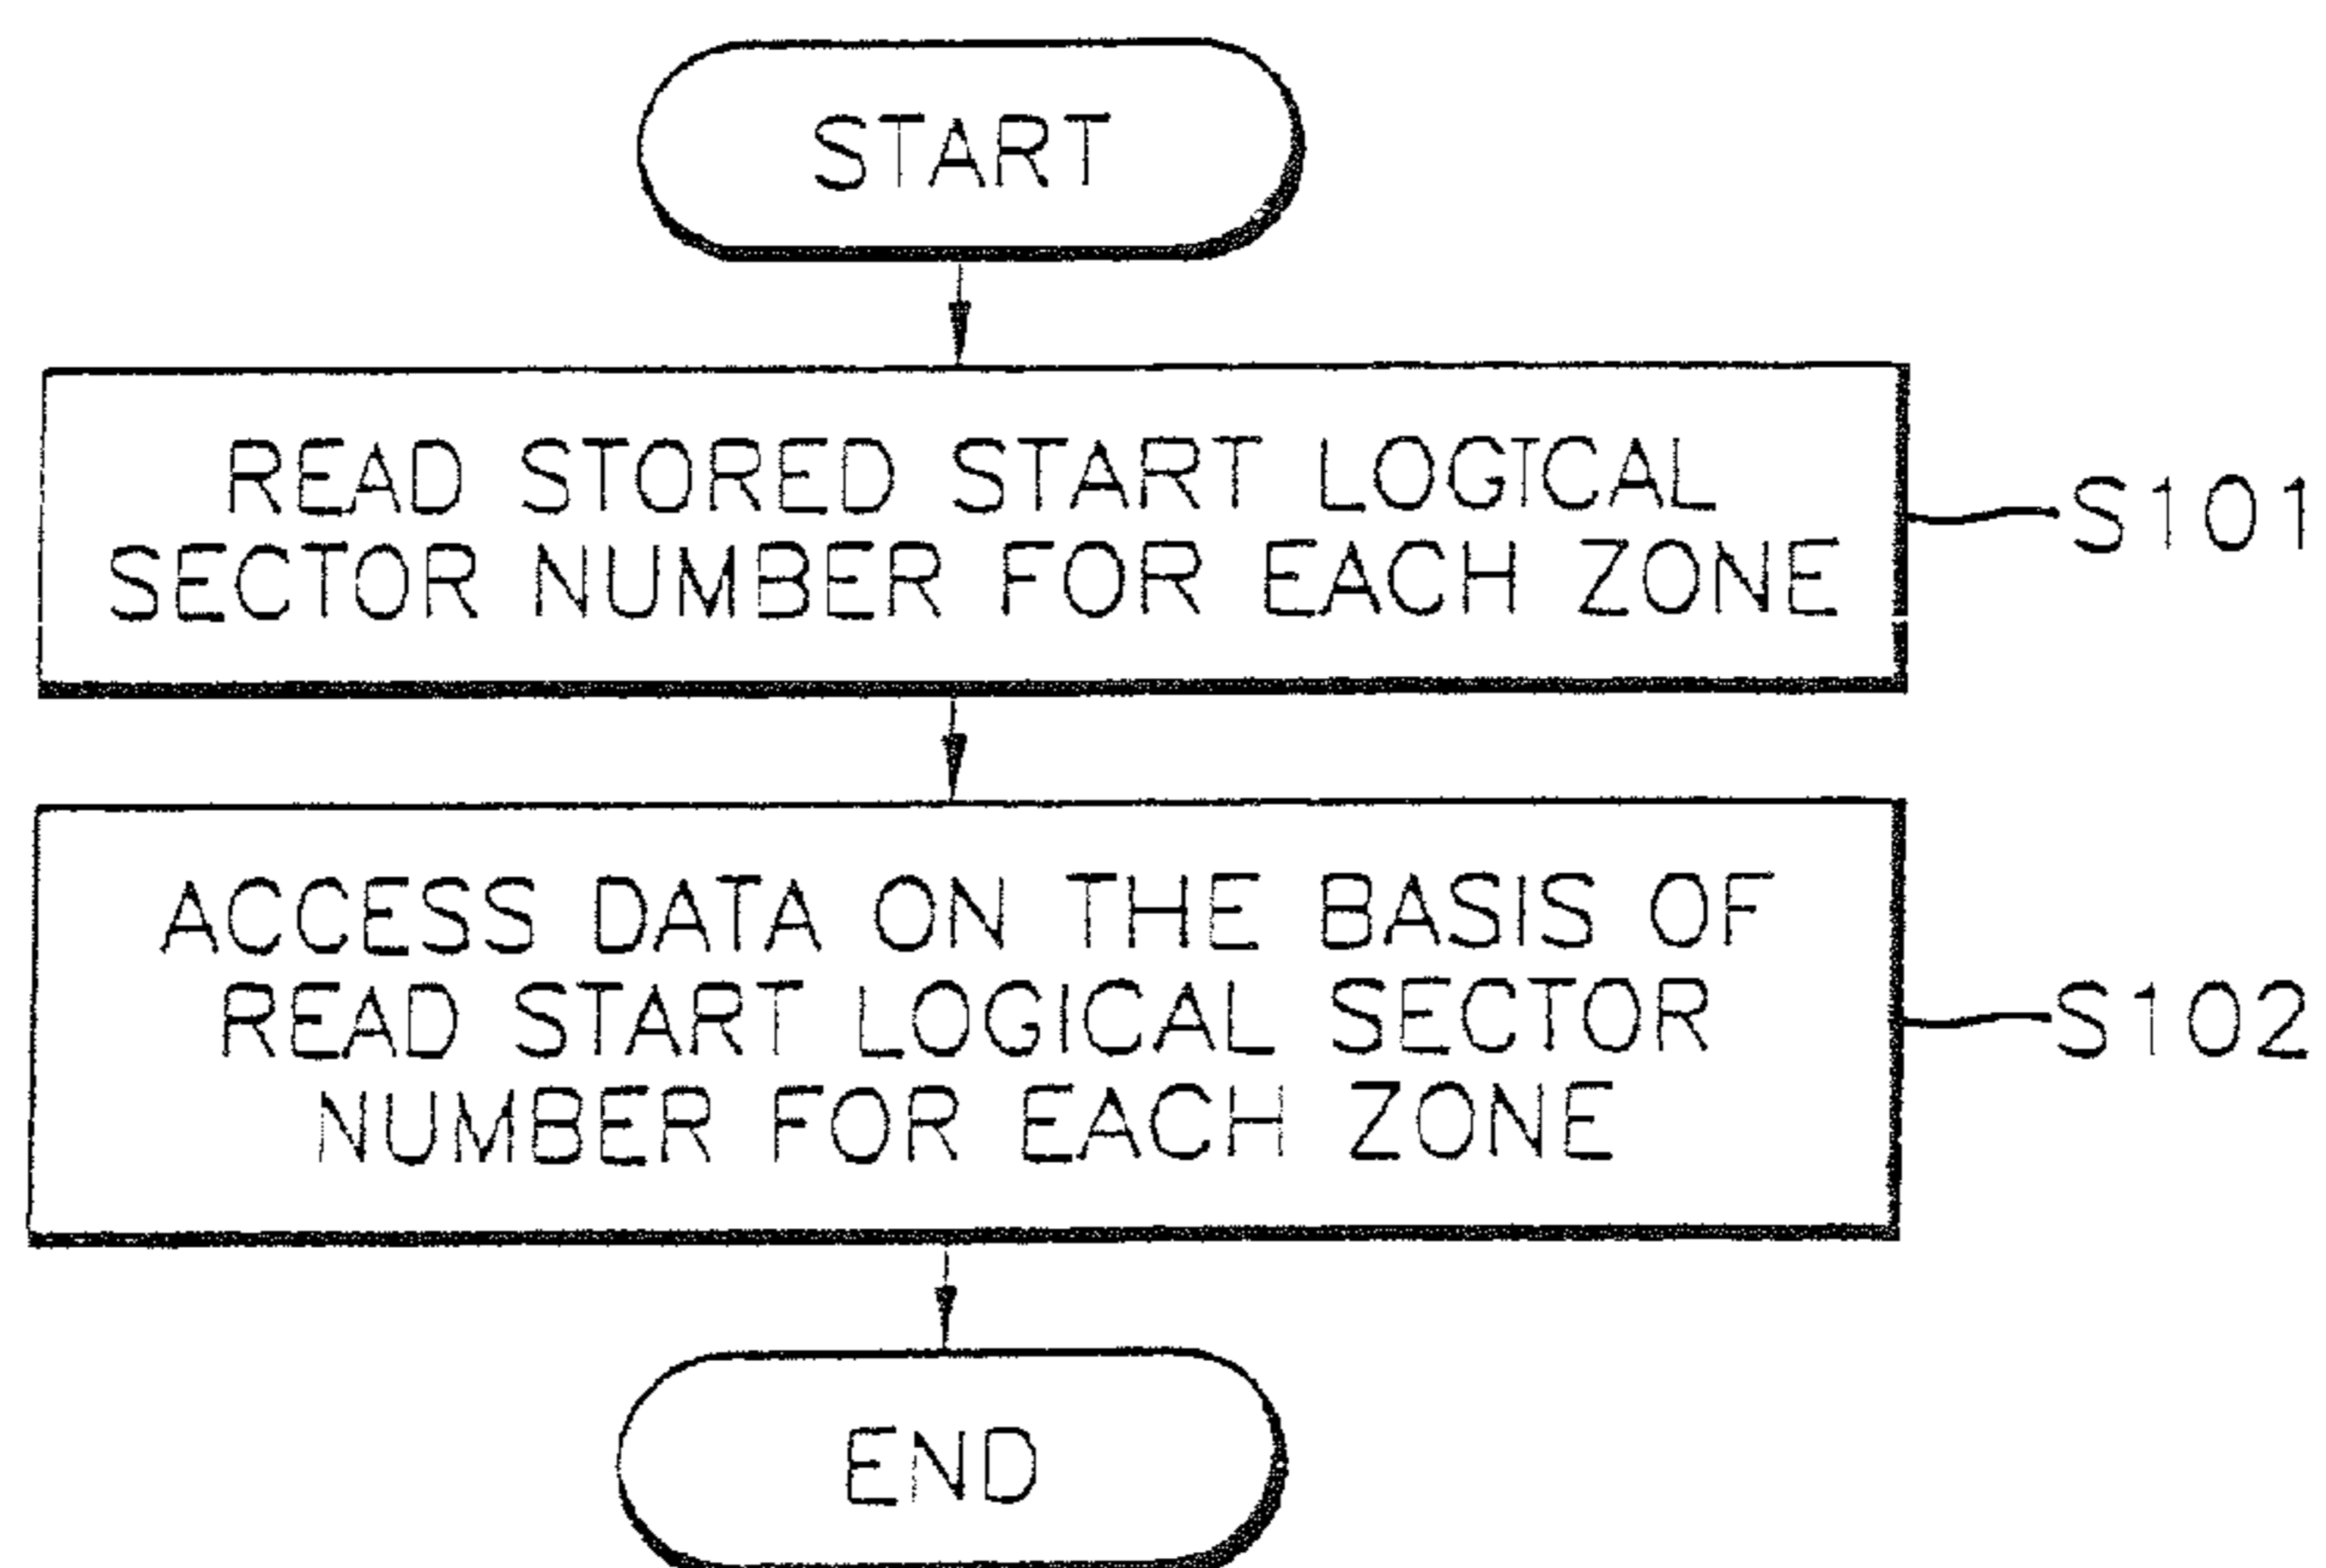 START
READ STORED START LOGICAL
SECTOR NUMBER FOR EACH ZONE
S101
ACCESS DATA ON THE BASIS OF
READ START LOGICAL SECTOR
NUMBER FOR EACH ZONE
S102
END